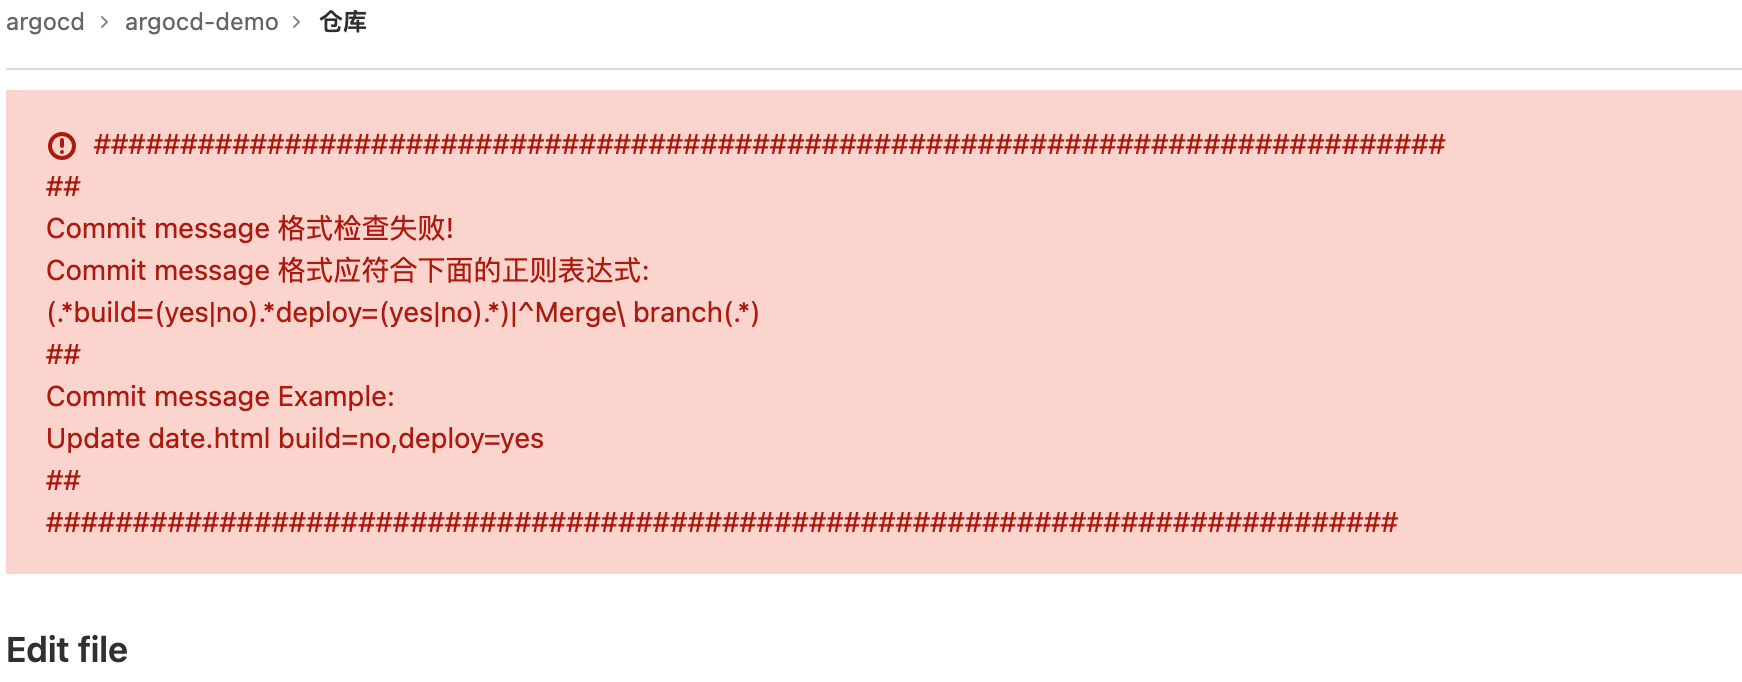 argocd > argocd-demo > 仓库
##############################################################################
##
Commit message 格式检查失败!
Commit message 格式应符合下面的正则表达式:
(.*build=(yes|no).*deploy=(yes|no).*)|^Merge\ branch(.*)
##
Commit message Example:
Update date.html build=no,deploy=yes
##
##############################################################################
Edit file